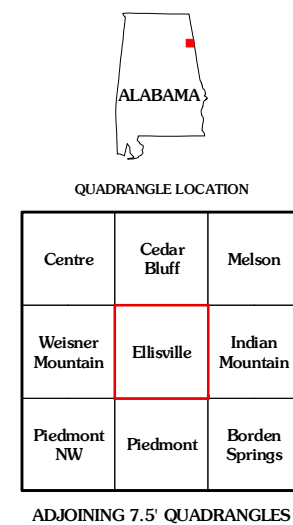 ALABAMA
QUADRANGLE LOCATION
Centre
Cedar
Bluff
Melson
Weisner
Mountain
Ellisville
Indian
Mountain
Piedmont
NW
Piedmont
Borden
Springs
ADJOINING 7.5' QUADRANGLES